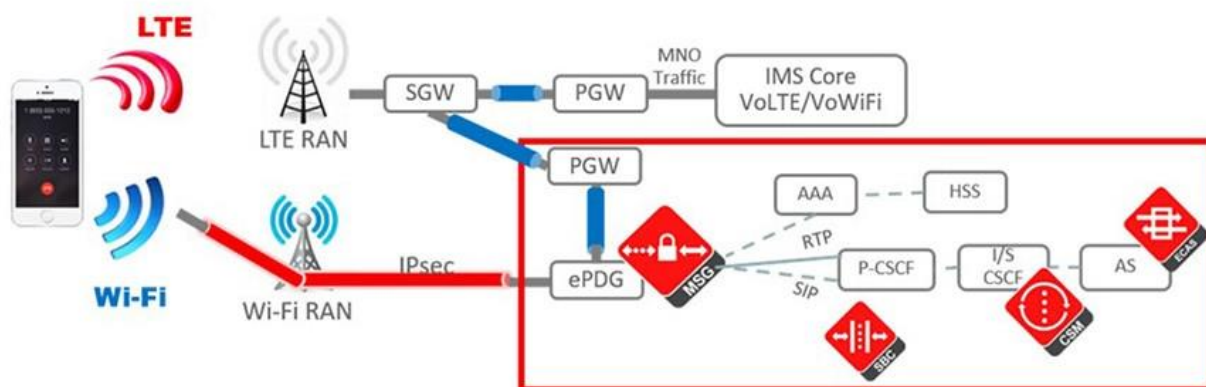 LTE
MNO
Traffic
SGW
PGW
IMS Core
VoLTE/VoWiFi
LTE RAN
PGW
AAA
HSS
ECAS
RTP
IPsec
ePDG
MSG
P-CSCF
I/S
CSCF
AS
SIP
Wi-Fi
Wi-Fi RAN
SBC
CSM